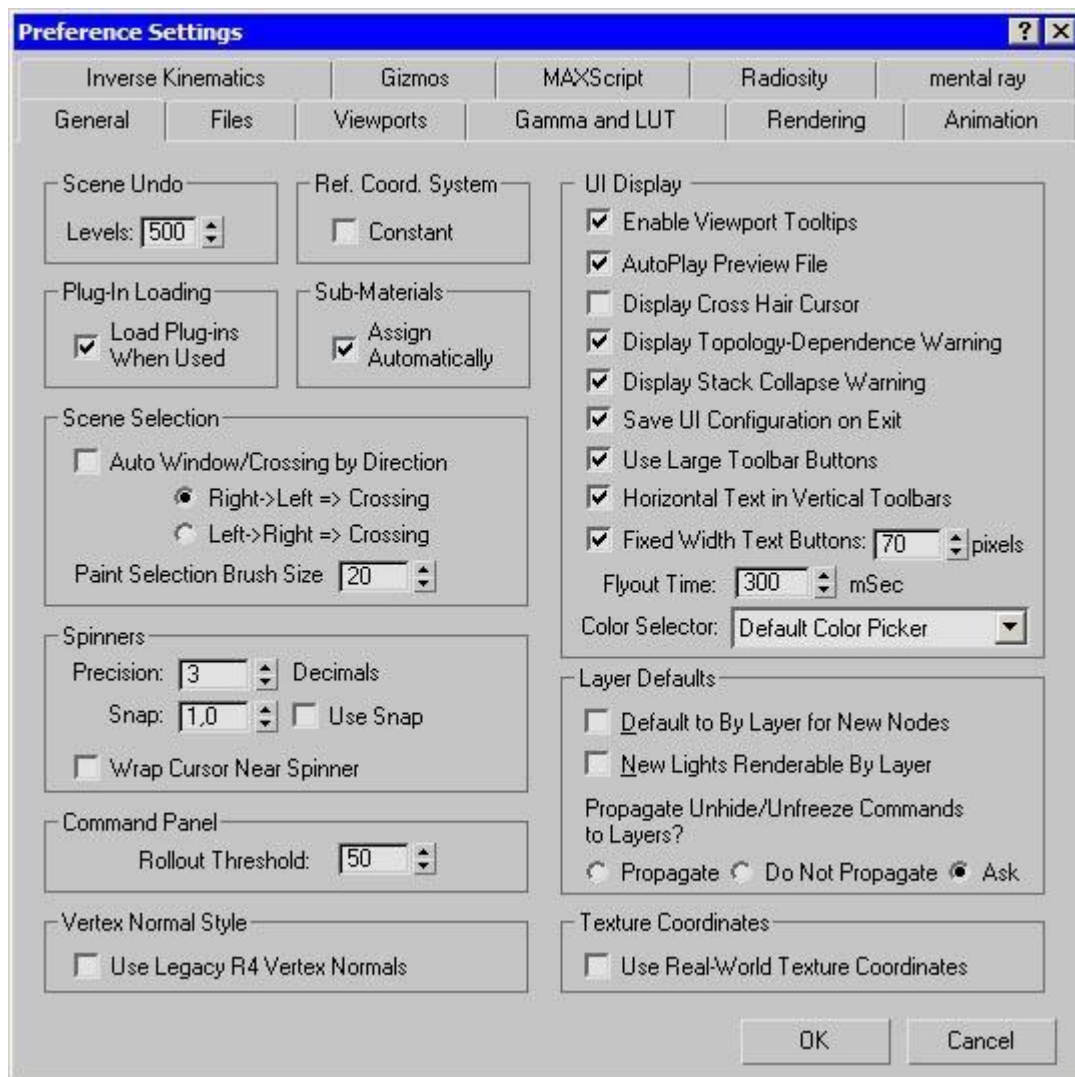 Preference Settings
Inverse Kinematics Gizmos MAXScript Radiosity mental ray
General Files Viewports Gamma and LUT Rendering Animation
Scene Undo
Levels: 500
Ref. Coord. System
Constant
Plug-In Loading
Load Plug-ins
When Used
Sub-Materials
Assign
Automatically
Scene Selection
Auto Window/Crossing by Direction
Right->Left => Crossing
Left->Right => Crossing
Paint Selection Brush Size 20
Spinners
Precision: 3 Decimals
Snap: 1,0 Use Snap
Wrap Cursor Near Spinner
Command Panel
Rollout Threshold: 50
Vertex Normal Style
Use Legacy R4 Vertex Normals
UI Display
Enable Viewport Tooltips
AutoPlay Preview File
Display Cross Hair Cursor
Display Topology-Dependence Warning
Display Stack Collapse Warning
Save UI Configuration on Exit
Use Large Toolbar Buttons
Horizontal Text in Vertical Toolbars
Fixed Width Text Buttons: 70 pixels
Flyout Time: 300 mSec
Color Selector: Default Color Picker
Layer Defaults
Default to By Layer for New Nodes
New Lights Renderable By Layer
Propagate Unhide/Unfreeze Commands
to Layers?
Propagate Do Not Propagate Ask
Texture Coordinates
Use Real-World Texture Coordinates
OK Cancel